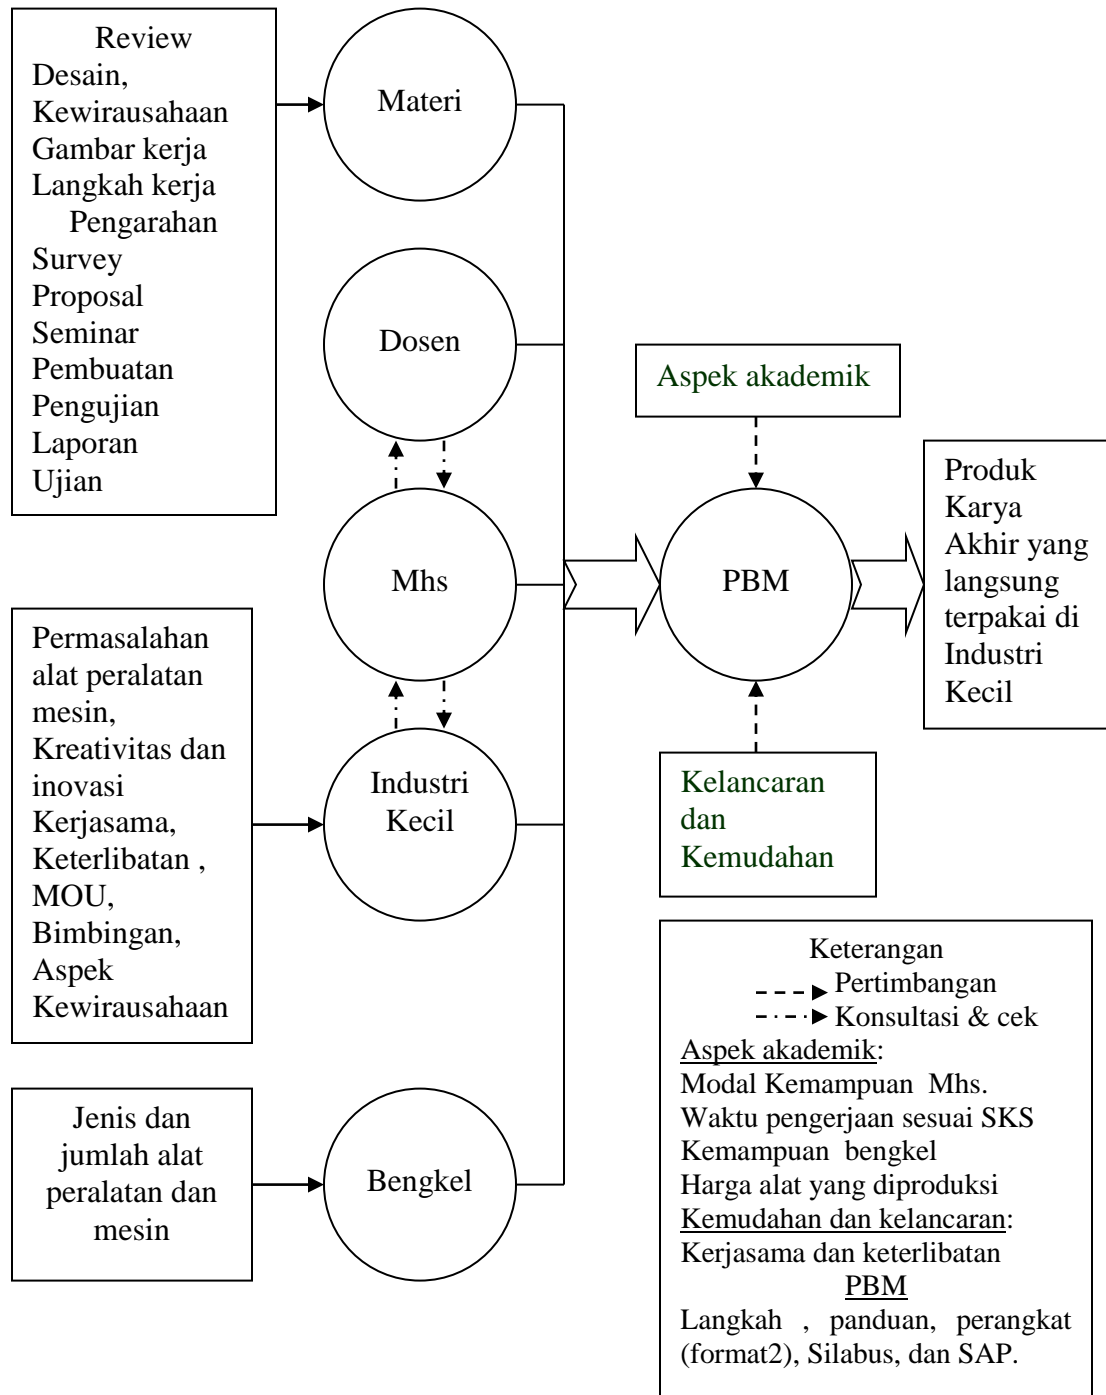 Review
Desain,
Kewirausahaan
Gambar kerja
Langkah kerja
Pengarahan
Survey
Proposal
Seminar
Pembuatan
Pengujian
Laporan
Ujian
Materi
Dosen
Mhs
Permasalahan
alat peralatan
mesin,
Kreativitas dan
inovasi
Kerjasama,
Keterlibatan ,
MOU,
Bimbingan,
Aspek
Kewirausahaan
Industri
Kecil
Jenis dan
jumlah alat
peralatan dan
mesin
Bengkel
Aspek akademik
PBM
Kelancaran
dan
Kemudahan
Produk
Karya
Akhir yang
langsung
terpakai di
Industri
Kecil
Keterangan
Pertimbangan
Konsultasi & cek
Aspek akademik:
Modal Kemampuan Mhs.
Waktu pengerjaan sesuai SKS
Kemampuan bengkel
Harga alat yang diproduksi
Kemudahan dan kelancaran:
Kerjasama dan keterlibatan
PBM
Langkah , panduan, perangkat
(format2), Silabus, dan SAP.